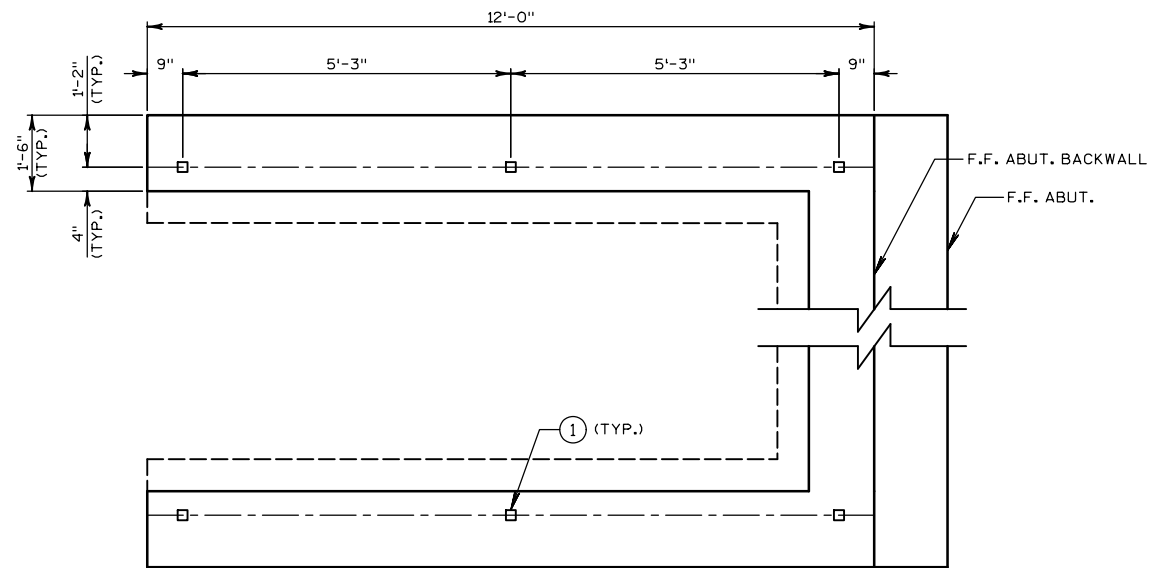 12'-0"
9"
5'-3"
5'-3"
9"
1'-2"
(TYP.)
1'-6"
(TYP.)
4"
(TYP.)
F.F. ABUT. BACKWALL
F.F. ABUT.
1 (TYP.)